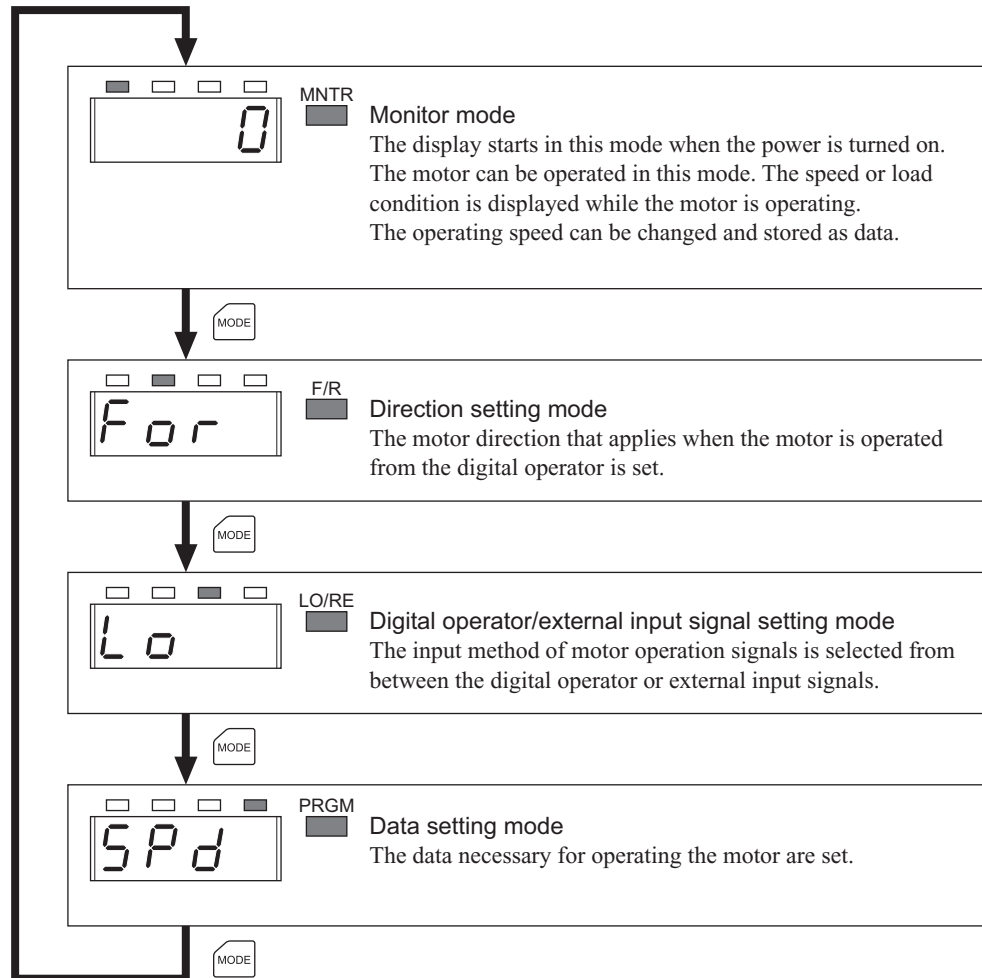 0
MNTR
Monitor mode
The display starts in this mode when the power is turned on.
The motor can be operated in this mode. The speed or load
condition is displayed while the motor is operating.
The operating speed can be changed and stored as data.
MODE
For
F/R
Direction setting mode
The motor direction that applies when the motor is operated
from the digital operator is set.
MODE
Lo
LO/RE
Digital operator/external input signal setting mode
The input method of motor operation signals is selected from
between the digital operator or external input signals.
MODE
SPd
PRGM
Data setting mode
The data necessary for operating the motor are set.
MODE